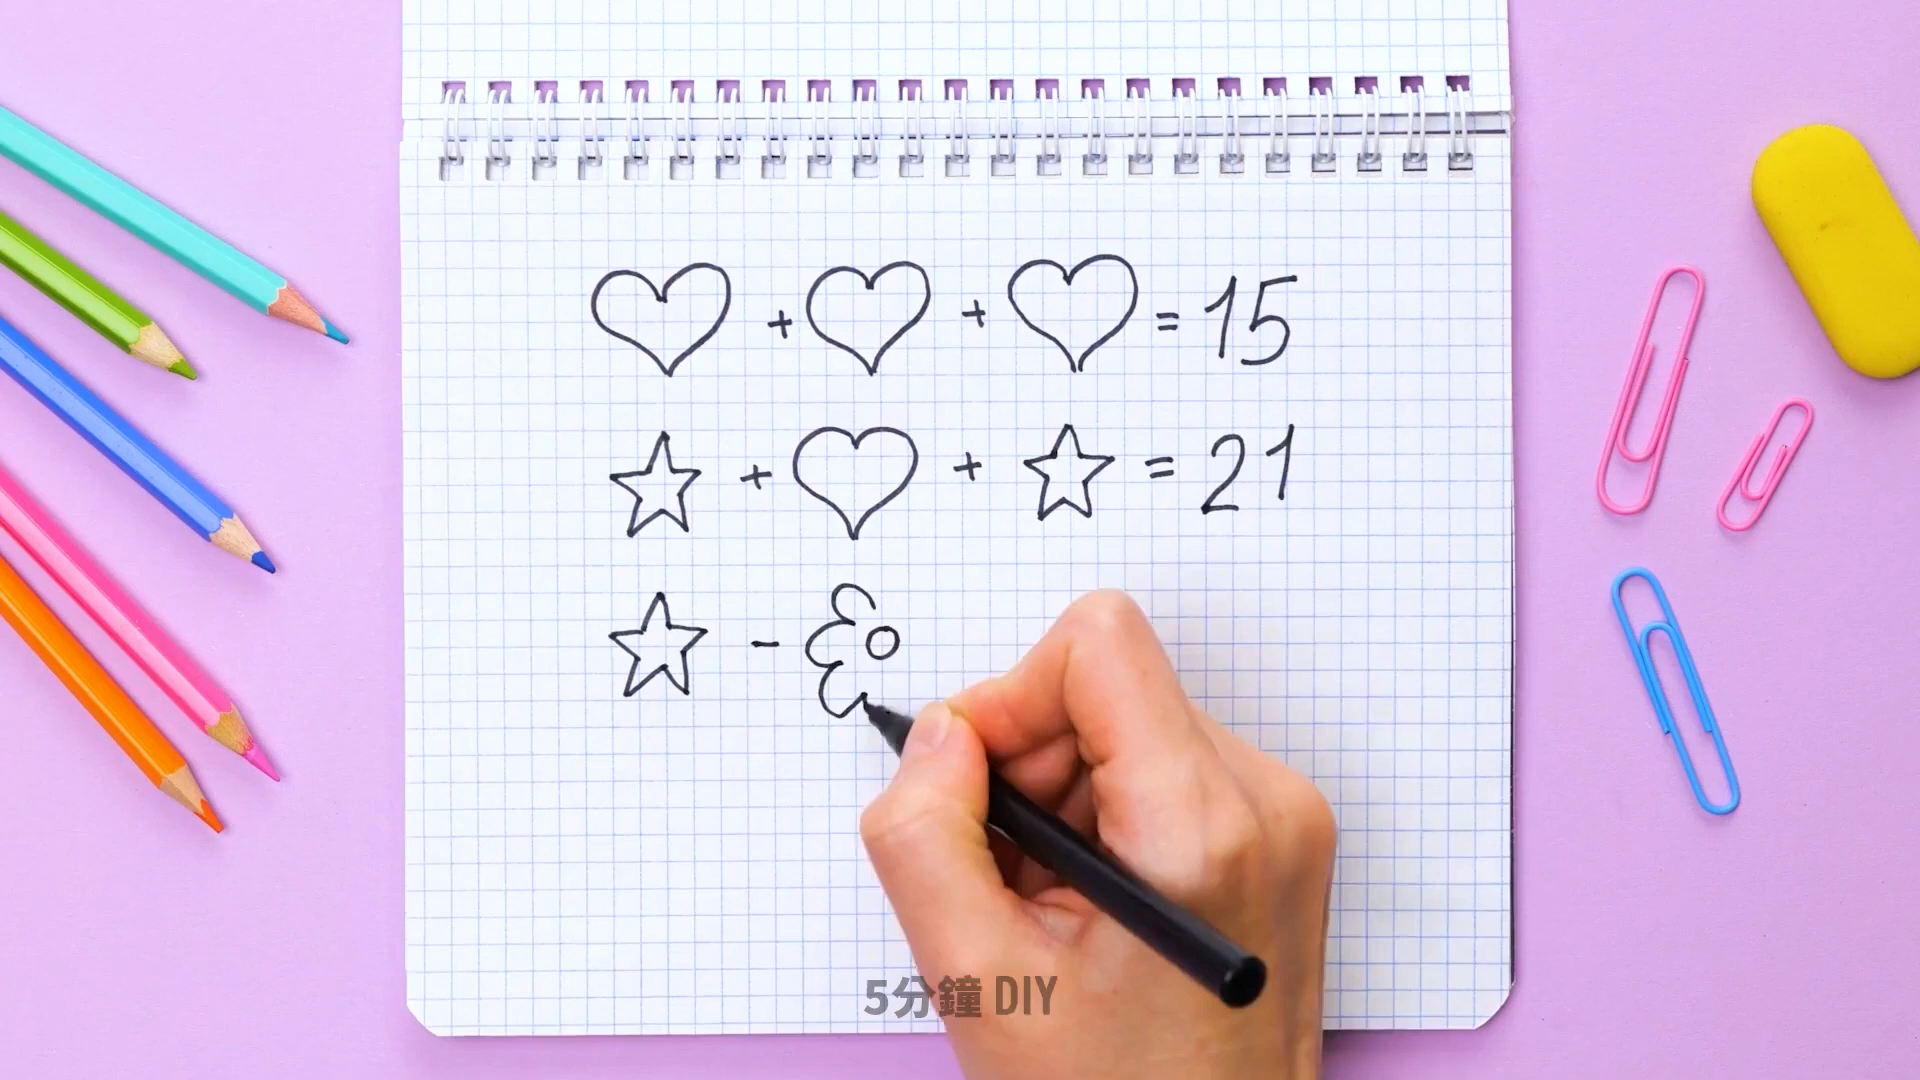 ♡ + ♡ + ♡ = 15
☆ + ♡ + ☆ = 21
☆ -
5分鐘 DIY